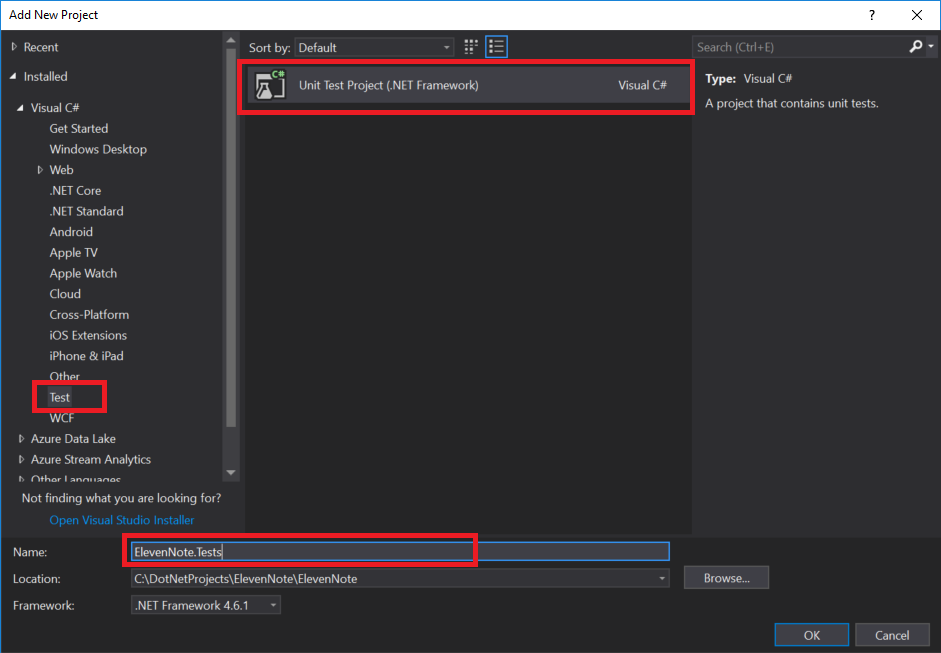 Add New Project
?
Recent
Installed
Visual C#
Get Started
Windows Desktop
Web
.NET Core
.NET Standard
Android
Apple TV
Apple Watch
Cloud
Cross-Platform
iOS Extensions
iPhone & iPad
Other
Test
WCF
Azure Data Lake
Azure Stream Analytics
Other Languages
Not finding what you are looking for?
Open Visual Studio Installer
Sort by: Default
C#
Unit Test Project (.NET Framework) Visual C#
Search (Ctrl+E)
Type: Visual C#
A project that contains unit tests.
Name: ElevenNote.Tests
Location: C:\DotNetProjects\ElevenNote\ElevenNote
Browse...
Framework: .NET Framework 4.6.1
OK
Cancel